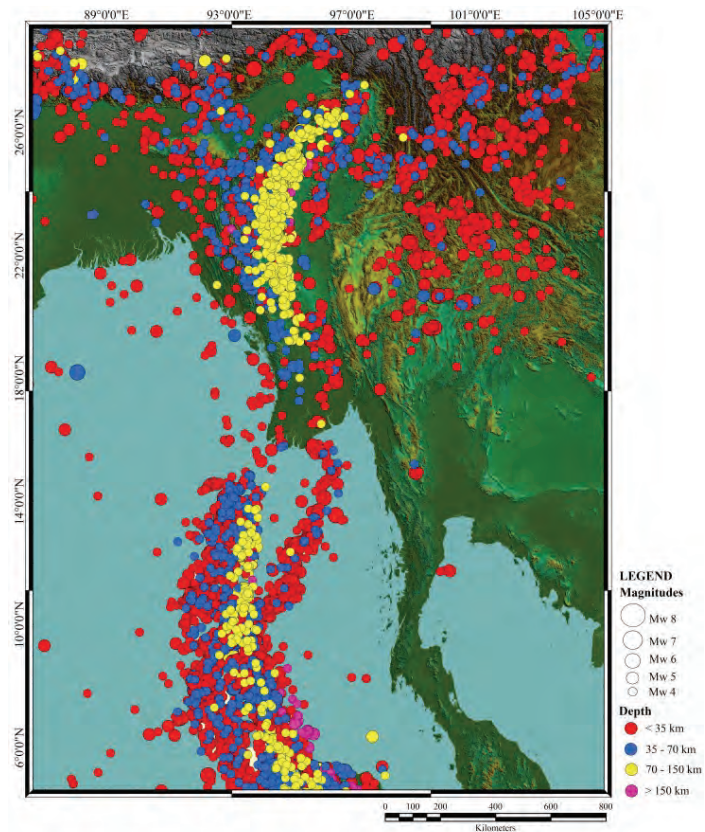 89°0'0"E 93°0'0"E 97°0'0"E 101°0'0"E 105°0'0"E
26°0'0"N
22°0'0"N
18°0'0"N
14°0'0"N
10°0'0"N
6°0'0"N
LEGEND
Magnitudes
Mw 8
Mw 7
Mw 6
Mw 5
Mw 4
Depth
< 35 km
35 - 70 km
70 - 150 km
> 150 km
0 100 200 400 600 800
Kilometers